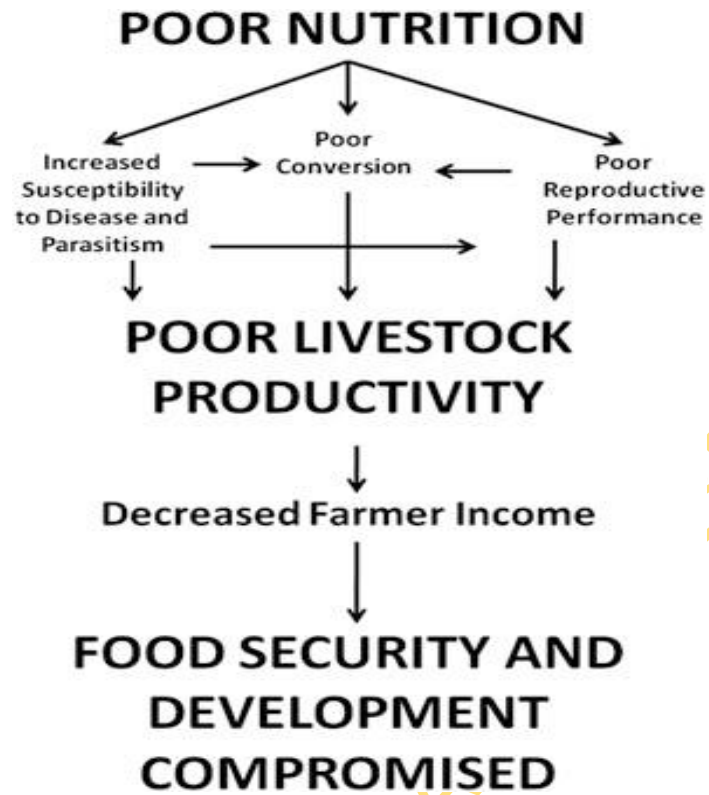 POOR NUTRITION
Increased
Susceptibility
to Disease and
Parasitism
Poor
Conversion
Poor
Reproductive
Performance
POOR LIVESTOCK
PRODUCTIVITY
Decreased Farmer Income
FOOD SECURITY AND
DEVELOPMENT
COMPROMISED